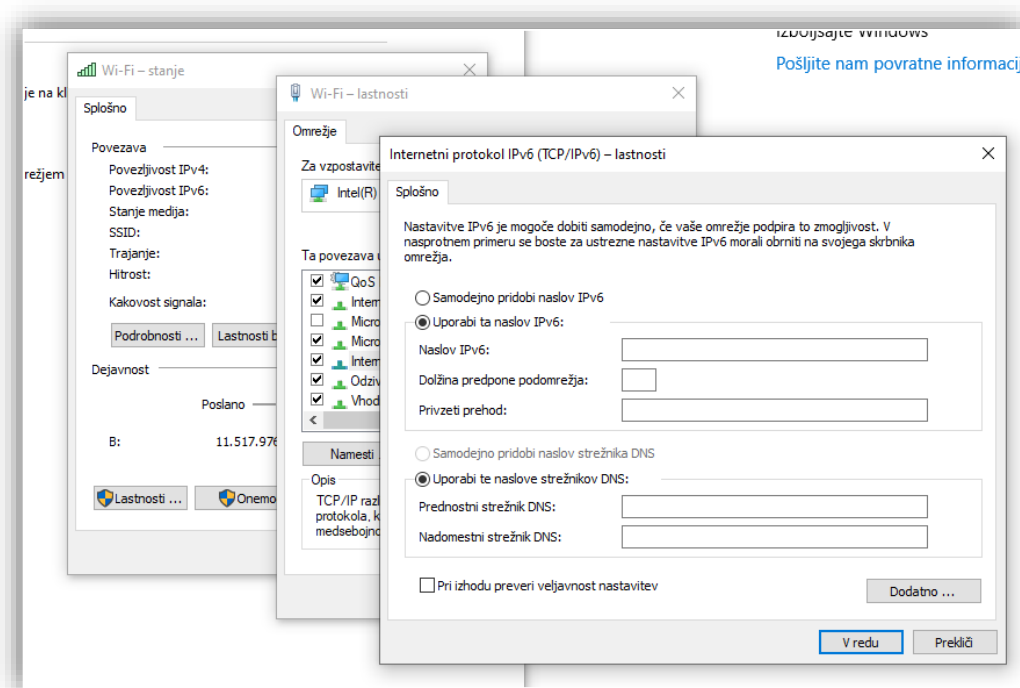 Izboljšajte Windows
Pošljite nam povratne informacij
je na kl
režjem
Wi-Fi – stanje
Splošno
Povezava
Povezljivost IPv4:
Povezljivost IPv6:
Stanje medija:
SSID:
Trajanje:
Hitrost:
Kakovost signala:
Podrobnosti ...
Lastnosti b
Dejavnost
Poslano
B:
11.517.976
Lastnosti ...
Onemo
Wi-Fi – lastnosti
Omrežje
Za vzpostavite
Intel(R)
Ta povezava u
QoS
Intern
Micro
Micro
Intern
Odziv
Vhod
Namesti
Opis
TCP/IP razl
protokola, k
medsebojno
Internetni protokol IPv6 (TCP/IPv6) – lastnosti
Splošno
Nastavitve IPv6 je mogoče dobiti samodejno, če vaše omrežje podpira to zmogljivost. V
nasprotnem primeru se boste za ustrezne nastavitve IPv6 morali obrniti na svojega skrbnika
omrežja.
Samodejno pridobi naslov IPv6
Uporabi ta naslov IPv6:
Naslov IPv6:
Dolžina predpone podomrežja:
Privzeti prehod:
Samodejno pridobi naslov strežnika DNS
Uporabi te naslove strežnikov DNS:
Prednostni strežnik DNS:
Nadomestni strežnik DNS:
Pri izhodu preveri veljavnost nastavitev
Dodatno ...
V redu
Prekliči